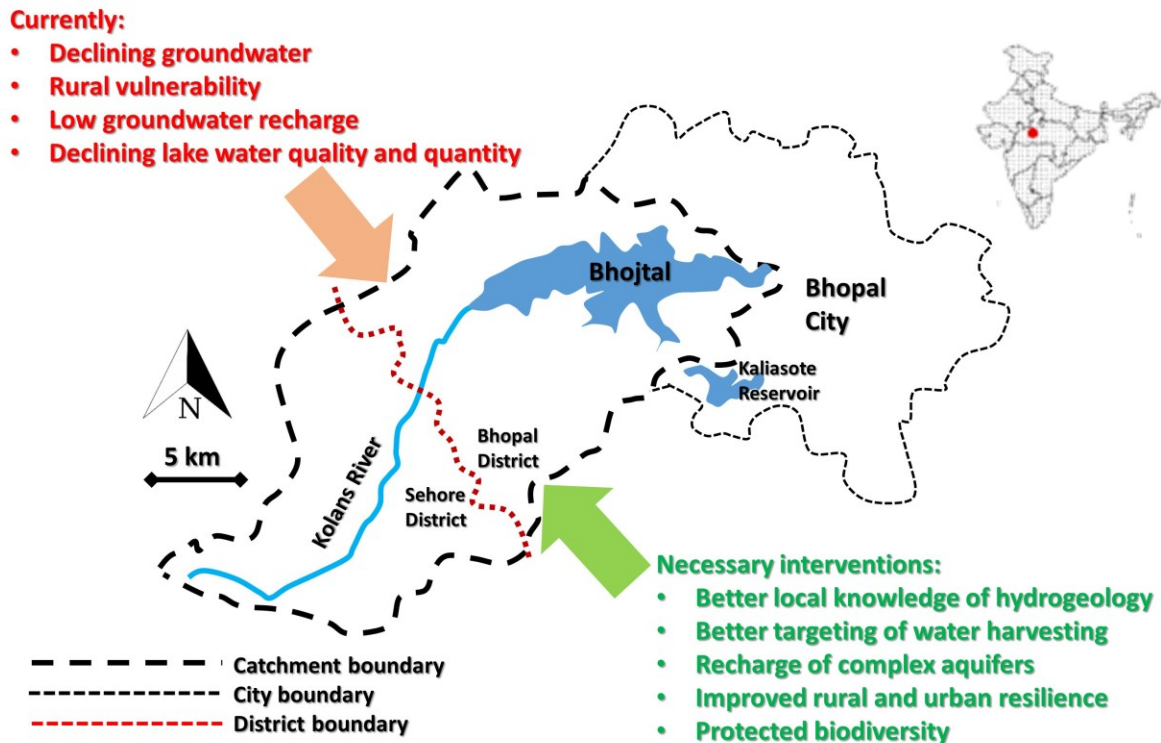 Currently:
• Declining groundwater
• Rural vulnerability
• Low groundwater recharge
• Declining lake water quality and quantity
Bhojtal
Bhopal
City
Kaliasote
Reservoir
N
5 km
Kolans River
Bhopal
District
Sehore
District
Necessary interventions:
• Better local knowledge of hydrogeology
• Better targeting of water harvesting
• Recharge of complex aquifers
• Improved rural and urban resilience
• Protected biodiversity
Catchment boundary
City boundary
District boundary